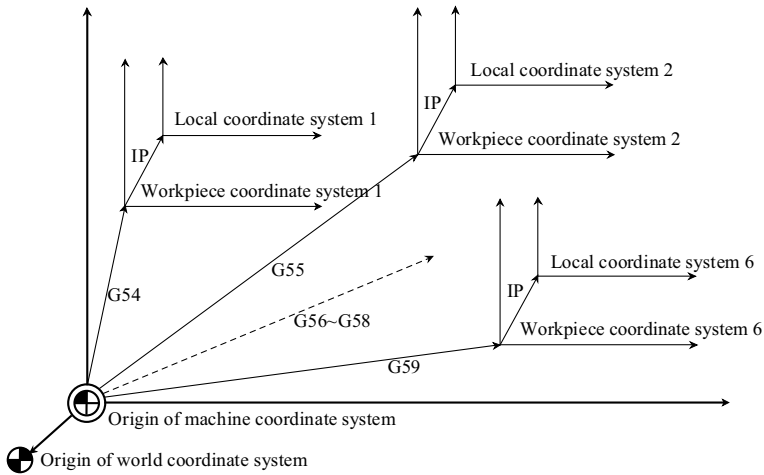 Local coordinate system 2
IP
Local coordinate system 1
Workpiece coordinate system 2
IP
Workpiece coordinate system 1
G55
Local coordinate system 6
G54
IP
G56~G58
Workpiece coordinate system 6
G59
Origin of machine coordinate system
Origin of world coordinate system